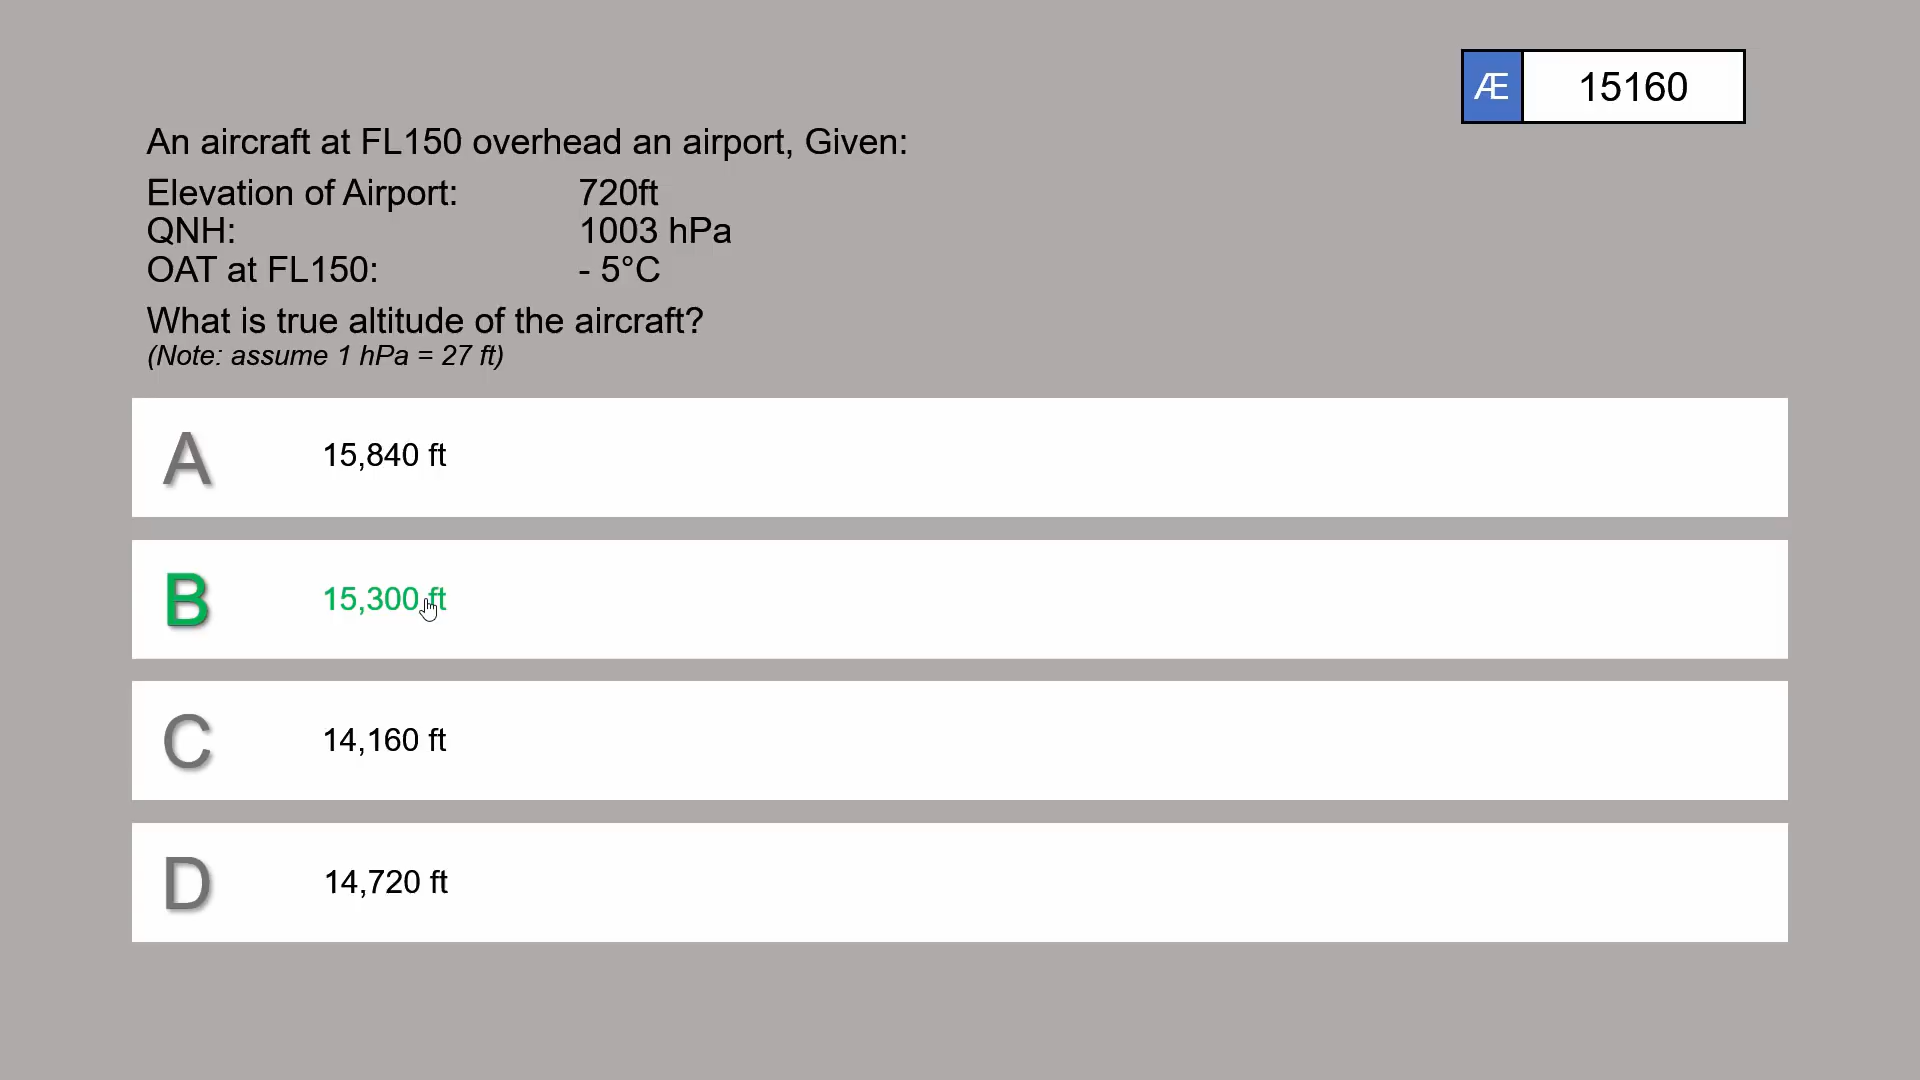 Æ 15160
An aircraft at FL150 overhead an airport, Given:
Elevation of Airport: 720ft
QNH: 1003 hPa
OAT at FL150: - 5°C
What is true altitude of the aircraft?
(Note: assume 1 hPa = 27 ft)
A 15,840 ft
B 15,300 ft
C 14,160 ft
D 14,720 ft